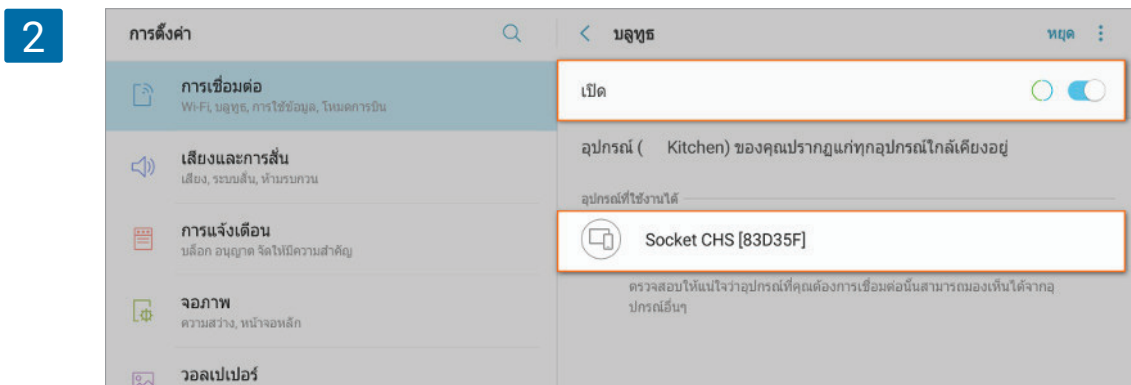 2
การตั้งค่า
การเชื่อมต่อ
Wi-Fi, บลูทูธ, การใช้ข้อมูล, โหมดการบิน
เสียงและการสั่น
เสียง, ระบบสั่น, ห้ามรบกวน
การแจ้งเตือน
บล็อก อนุญาต จัดให้มีความสำคัญ
จอภาพ
ความสว่าง, หน้าจอหลัก
วอลเปเปอร์
บลูทูธ
หยุด
เปิด
อุปกรณ์ ( Kitchen) ของคุณปรากฏแก่ทุกอุปกรณ์ใกล้เคียงอยู่
อุปกรณ์ที่ใช้งานได้
Socket CHS [83D35F]
ตรวจสอบให้แน่ใจว่าอุปกรณ์ที่คุณต้องการเชื่อมต่อนั้นสามารถมองเห็นได้จากอุ
ปกรณ์อื่นๆ